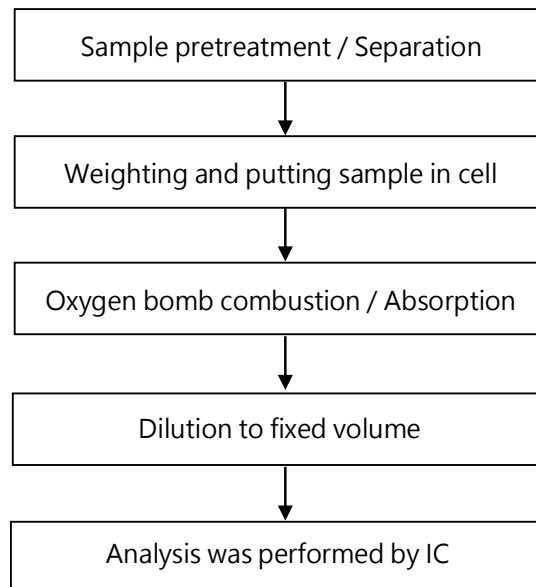 Sample pretreatment / Separation
Weighting and putting sample in cell
Oxygen bomb combustion / Absorption
Dilution to fixed volume
Analysis was performed by IC